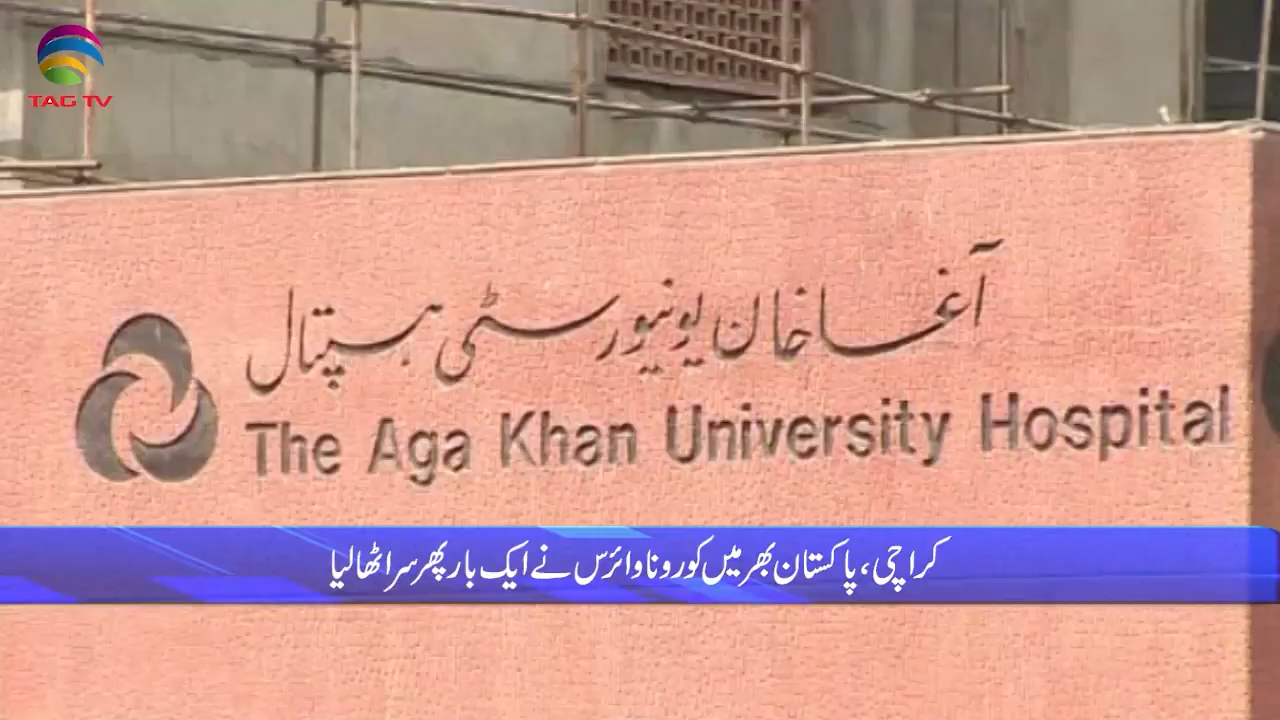 TAG TV
آغا خان یونیورسٹی ہسپتال
The Aga Khan University Hospital
کراچی، پاکستان بھر میں کورونا وائرس نے ایک بار پھر سر اٹھا لیا